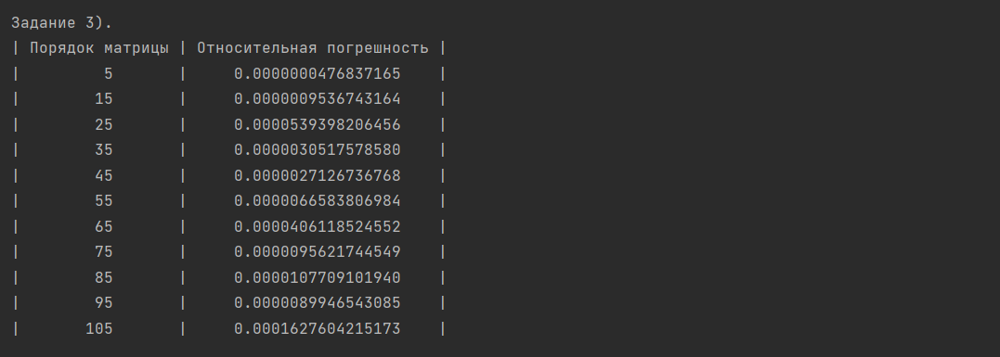 Задание 3).
| Порядок матрицы | Относительная погрешность |
| 5 | 0.0000000476837165 |
| 15 | 0.0000009536743164 |
| 25 | 0.0000539398206456 |
| 35 | 0.0000030517578580 |
| 45 | 0.0000027126736768 |
| 55 | 0.0000066583806984 |
| 65 | 0.0000406118524552 |
| 75 | 0.0000095621744549 |
| 85 | 0.0000107709101940 |
| 95 | 0.0000089946543085 |
| 105 | 0.0001627604215173 |